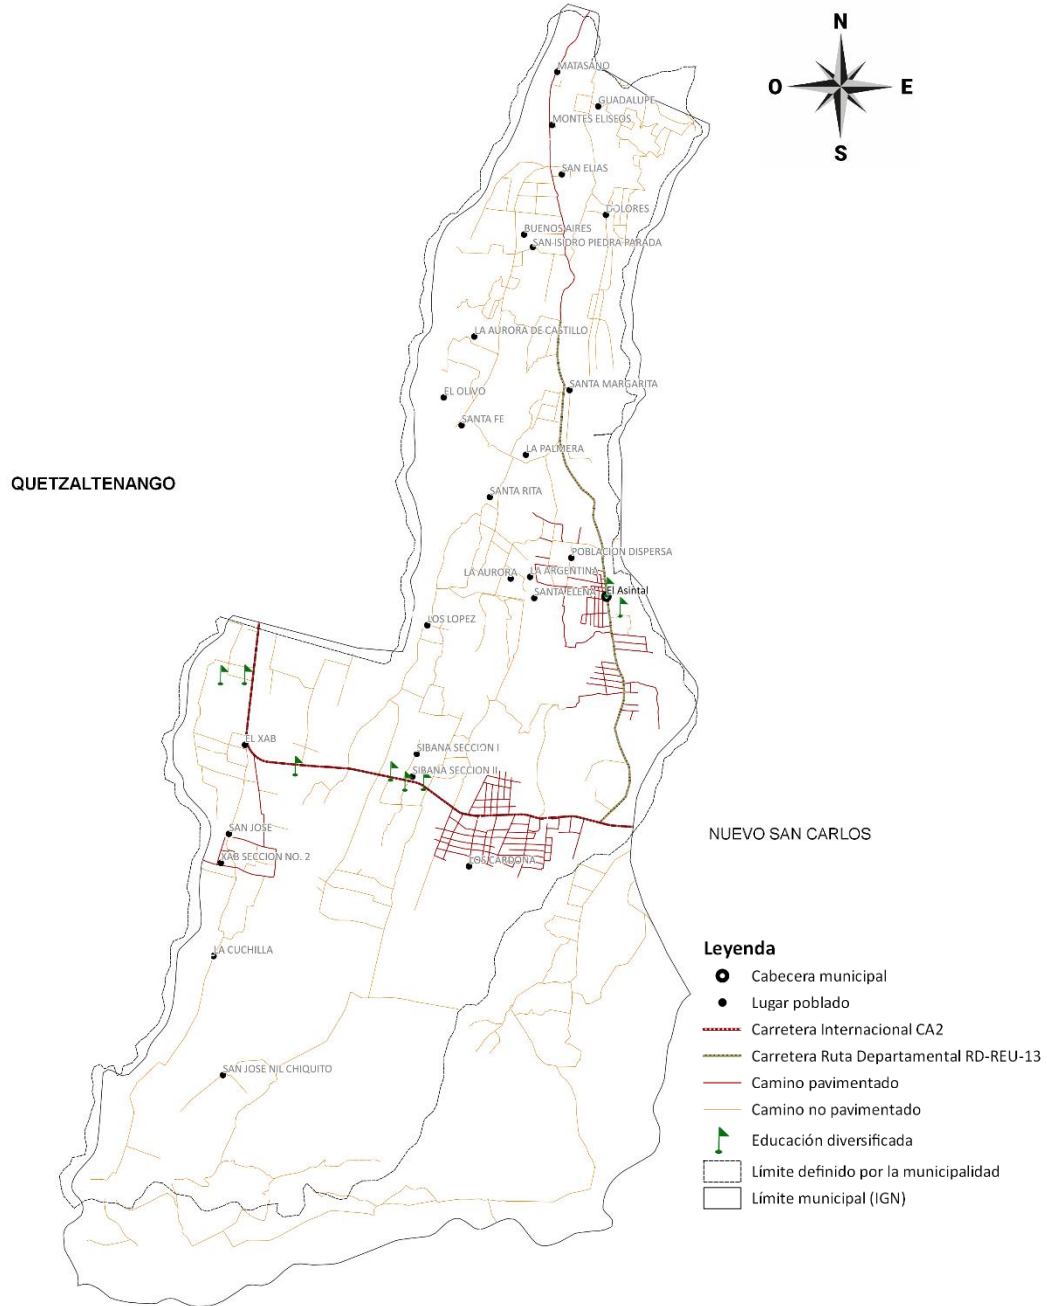 N
O
E
S
MATASANO
GUADALUPE
MONTES ELISEOS
SAN ELIAS
DOLORES
BUENOS AIRES
SAN ISIDRO PIEDRA PARADA
LA AURORA DE CASTILLO
SANTA MARGARITA
EL OLIVO
SANTA FE
LA PALMERA
QUETZALTENANGO
SANTA RITA
POBLACION DISPERSA
LA AURORA
LA ARGENTINA
SANTA ELENA
El Asintal
LOS LOPEZ
EL XAB
SIBANA SECCION I
SIBANA SECCION II
SAN JOSE
NUEVO SAN CARLOS
XAB SECCION NO. 2
LOS CARDONA
LA CUCHILLA
SAN JOSE NIL CHIQUITO
Leyenda
Cabecera municipal
Lugar poblado
Carretera Internacional CA2
Carretera Ruta Departamental RD-REU-13
Camino pavimentado
Camino no pavimentado
Educación diversificada
Límite definido por la municipalidad
Límite municipal (IGN)